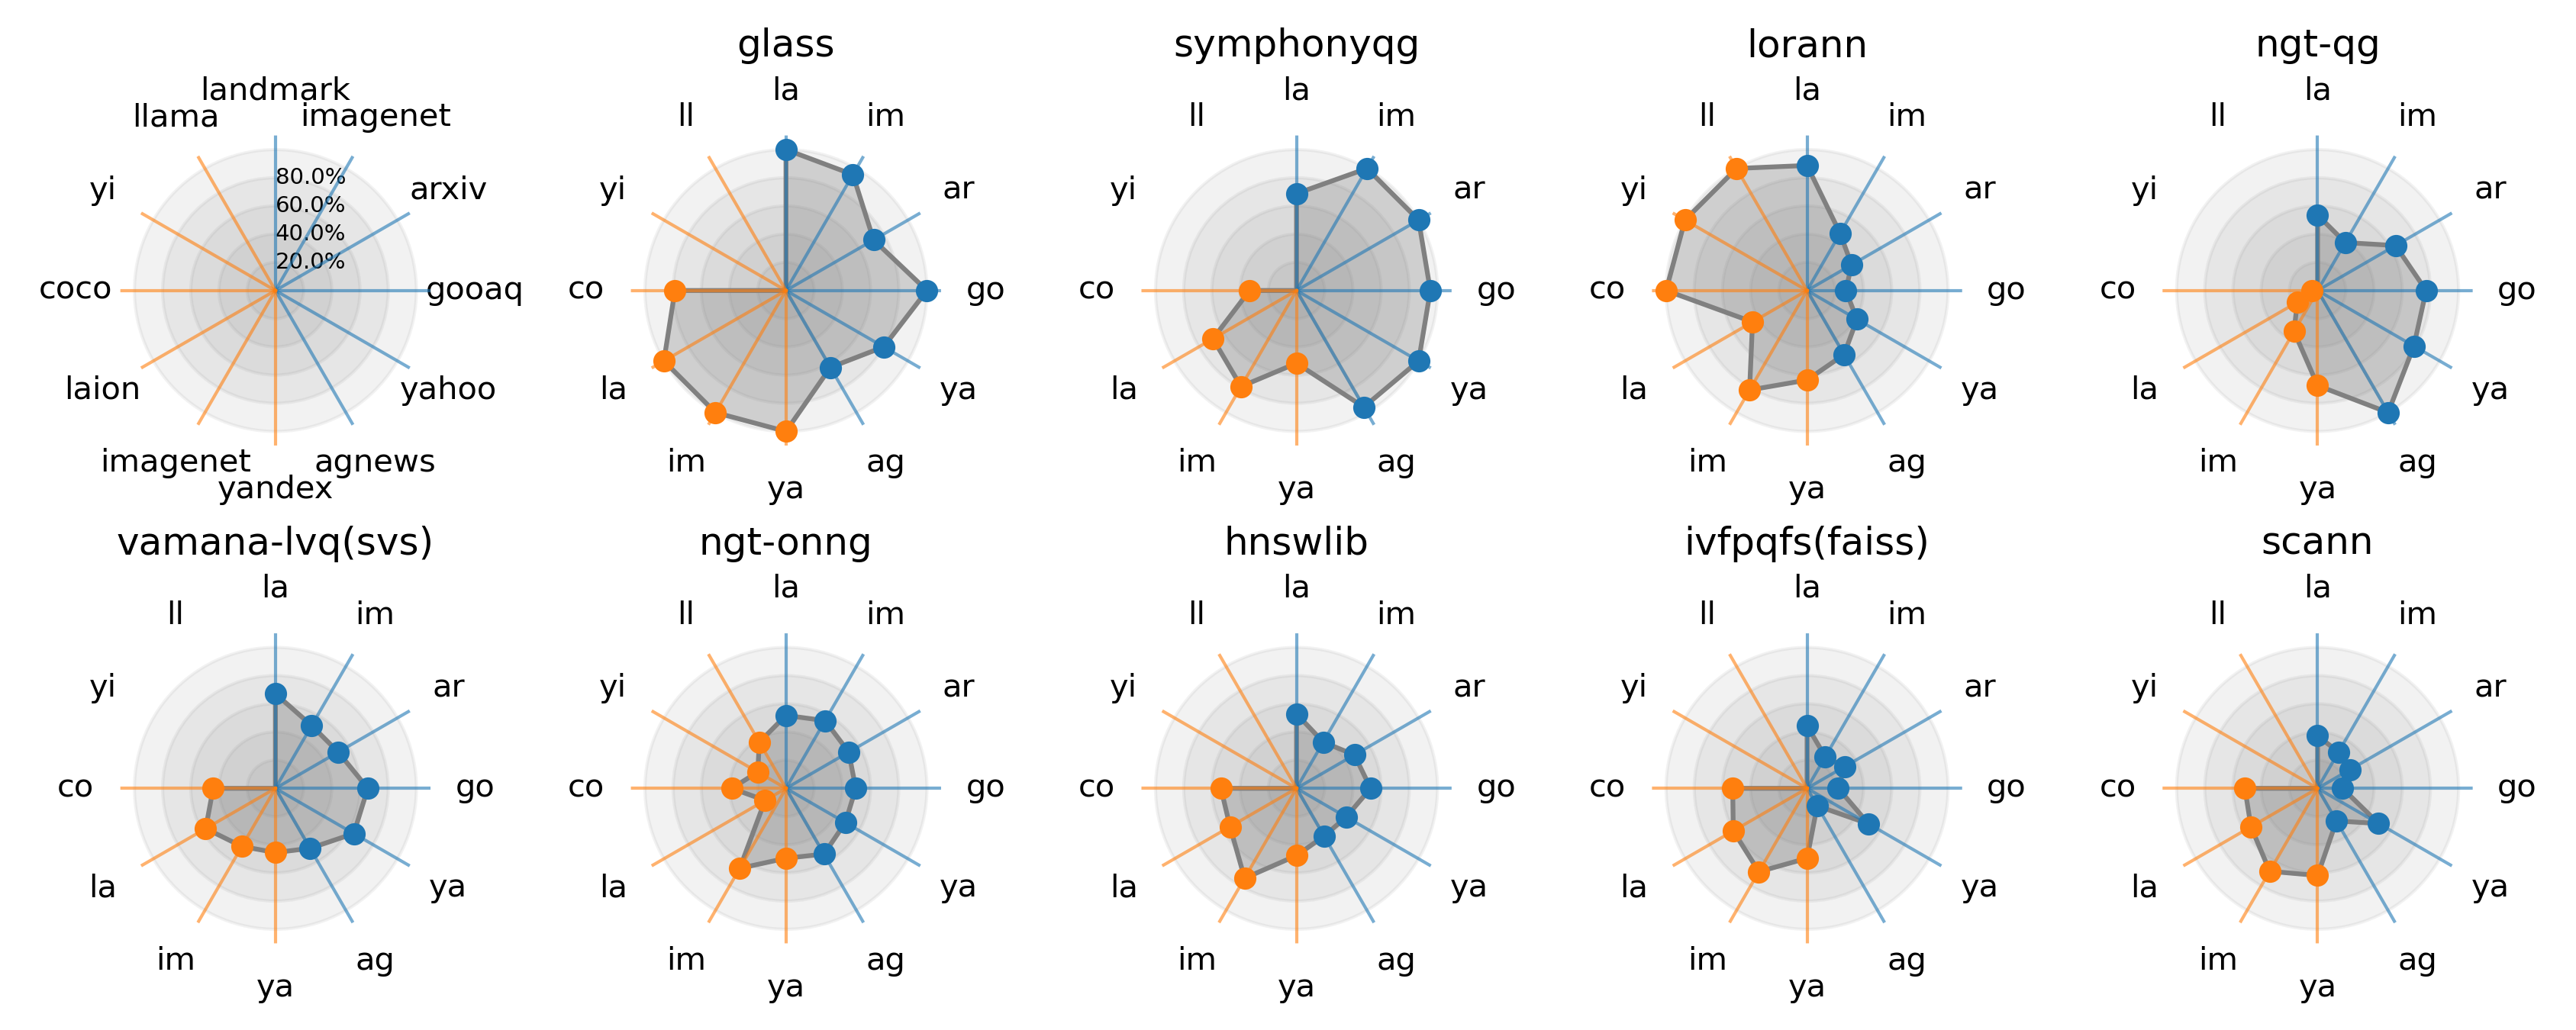 landmark
llama
imagenet
yi
arxiv
80.0%
60.0%
40.0%
20.0%
coco
gooaq
laion
yahoo
imagenet
agnews
yandex
glass
la
ll
im
yi
ar
co
go
la
ya
im
ag
ya
symphonyqg
la
ll
im
yi
ar
co
go
la
ya
im
ag
ya
lorann
la
ll
im
yi
ar
co
go
la
ya
im
ag
ya
ngt-qg
la
ll
im
yi
ar
co
go
la
ya
im
ag
ya
vamana-lvq(svs)
la
ll
im
yi
ar
co
go
la
ya
im
ag
ya
ngt-onng
la
ll
im
yi
ar
co
go
la
ya
im
ag
ya
hnswlib
la
ll
im
yi
ar
co
go
la
ya
im
ag
ya
ivfpqfs(faiss)
la
ll
im
yi
ar
co
go
la
ya
im
ag
ya
scann
la
ll
im
yi
ar
co
go
la
ya
im
ag
ya